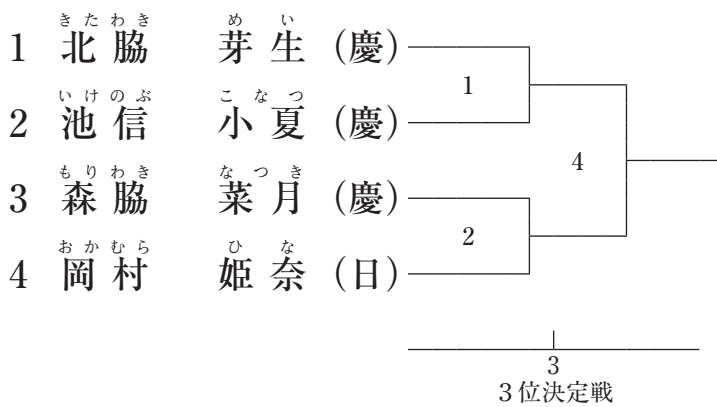 きたわき めい
1 北脇 芽生 (慶)
いけのぶ こなつ
2 池信 小夏 (慶)
もりわき なつき
3 森脇 菜月 (慶)
おかむら ひな
4 岡村 姫奈 (日)
1
2
4
3
3位決定戦